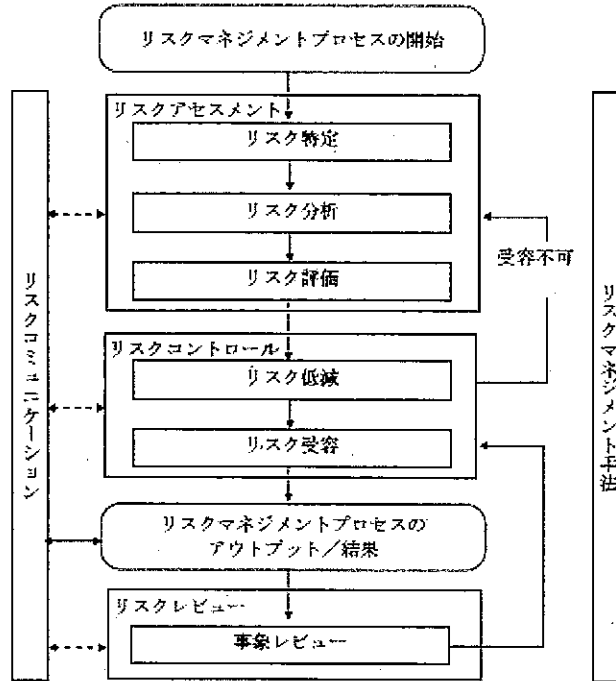 リスクマネジメントプロセスの開始
リスクアセスメント
リスク特定
リスク分析
受容不可
リスク評価
リスクコントロール
リスク低減
リスク受容
リスクマネジメントプロセスの
アウトプット／結果
リスクレビュー
事象レビュー
リスクコミュニケーション
リスクマネジメント手法